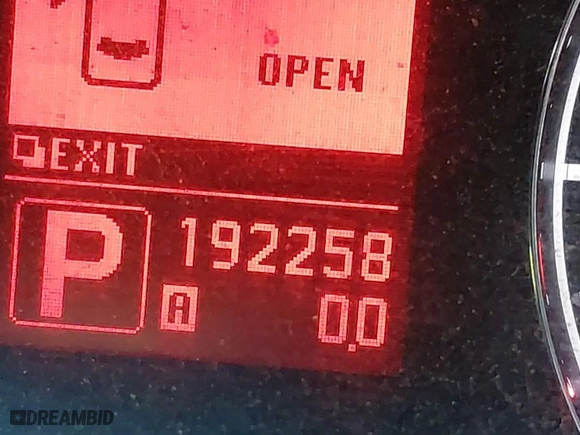 OPEN
EXIT
P
192258
A
0.0
DREAMBID